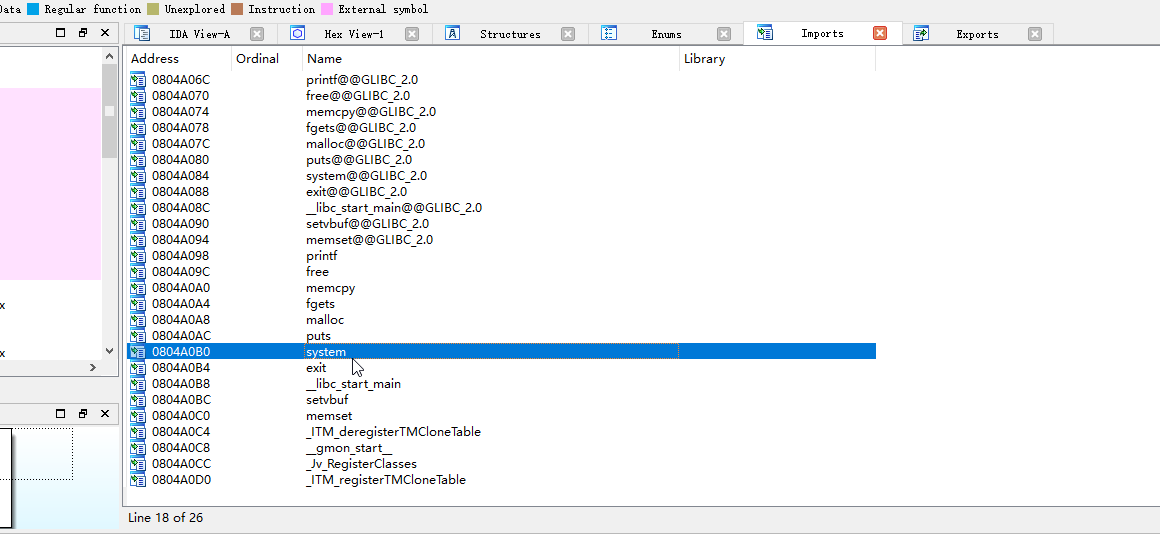 Data Regular function Unexplored Instruction External symbol
IDA View-A Hex View-1 Structures Enums Imports Exports
Address Ordinal Name Library
0804A06C printf@@GLIBC_2.0
0804A070 free@@GLIBC_2.0
0804A074 memcpy@@GLIBC_2.0
0804A078 fgets@@GLIBC_2.0
0804A07C malloc@@GLIBC_2.0
0804A080 puts@@GLIBC_2.0
0804A084 system@@GLIBC_2.0
0804A088 exit@@GLIBC_2.0
0804A08C __libc_start_main@@GLIBC_2.0
0804A090 setvbuf@@GLIBC_2.0
0804A094 memset@@GLIBC_2.0
0804A098 printf
0804A09C free
0804A0A0 memcpy
x
0804A0A4 fgets
0804A0A8 malloc
0804A0AC puts
x
0804A0B0 system
0804A0B4 exit
0804A0B8 __libc_start_main
0804A0BC setvbuf
0804A0C0 memset
0804A0C4 _ITM_deregisterTMCloneTable
0804A0C8 __gmon_start__
0804A0CC _Jv_RegisterClasses
0804A0D0 _ITM_registerTMCloneTable
Line 18 of 26